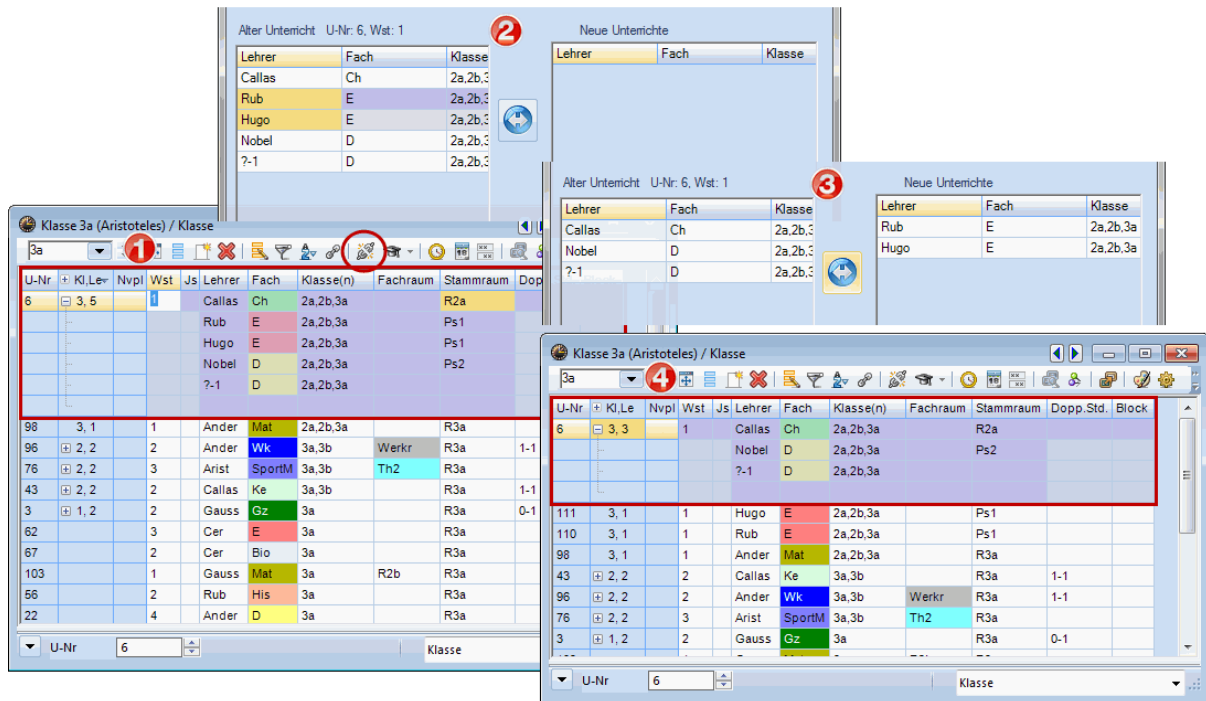 Alter Unterricht U-Nr: 6, Wst: 1 2 Neue Unterrichte
Lehrer Fach Klasse Lehrer Fach Klasse
Callas Ch 2a,2b,3
Rub E 2a,2b,3
Hugo E 2a,2b,3
Nobel D 2a,2b,3
?-1 D 2a,2b,3
Alter Unterricht U-Nr: 6, Wst: 1 3 Neue Unterrichte
Lehrer Fach Klasse Lehrer Fach Klasse
Callas Ch 2a,2b,3 Rub E 2a,2b,3a
Nobel D 2a,2b,3 Hugo E 2a,2b,3a
?-1 D 2a,2b,3
Klasse 3a (Aristoteles) / Klasse
3a 1
U-Nr Kl,Le Nvpl Wst Js Lehrer Fach Klasse(n) Fachraum Stammraum Dop
6 3, 5 1 Callas Ch 2a,2b,3a R2a
Rub E 2a,2b,3a Ps1
Hugo E 2a,2b,3a Ps1
Nobel D 2a,2b,3a Ps2
?-1 D 2a,2b,3a
98 3, 1 1 Ander Mat 2a,2b,3a R3a
96 2, 2 2 Ander Wk 3a,3b Werkr R3a 1-1
76 2, 2 3 Arist SportM 3a,3b Th2 R3a
43 2, 2 2 Callas Ke 3a,3b R3a 1-1
3 1, 2 2 Gauss Gz 3a R3a 0-1
62 3 Cer E 3a R3a
67 2 Cer Bio 3a R3a
103 1 Gauss Mat 3a R2b R3a
56 2 Rub His 3a R3a
22 4 Ander D 3a R3a
U-Nr 6 Klasse
Klasse 3a (Aristoteles) / Klasse
3a 4
U-Nr Kl,Le Nvpl Wst Js Lehrer Fach Klasse(n) Fachraum Stammraum Dopp.Std. Block
6 3, 3 1 Callas Ch 2a,2b,3a R2a
Nobel D 2a,2b,3a Ps2
?-1 D 2a,2b,3a
111 3, 1 1 Hugo E 2a,2b,3a Ps1
110 3, 1 1 Rub E 2a,2b,3a Ps1
98 3, 1 1 Ander Mat 2a,2b,3a R3a
43 2, 2 2 Callas Ke 3a,3b R3a 1-1
96 2, 2 2 Ander Wk 3a,3b Werkr R3a 1-1
76 2, 2 3 Arist SportM 3a,3b Th2 R3a
3 1, 2 2 Gauss Gz 3a R3a 0-1
U-Nr 6 Klasse